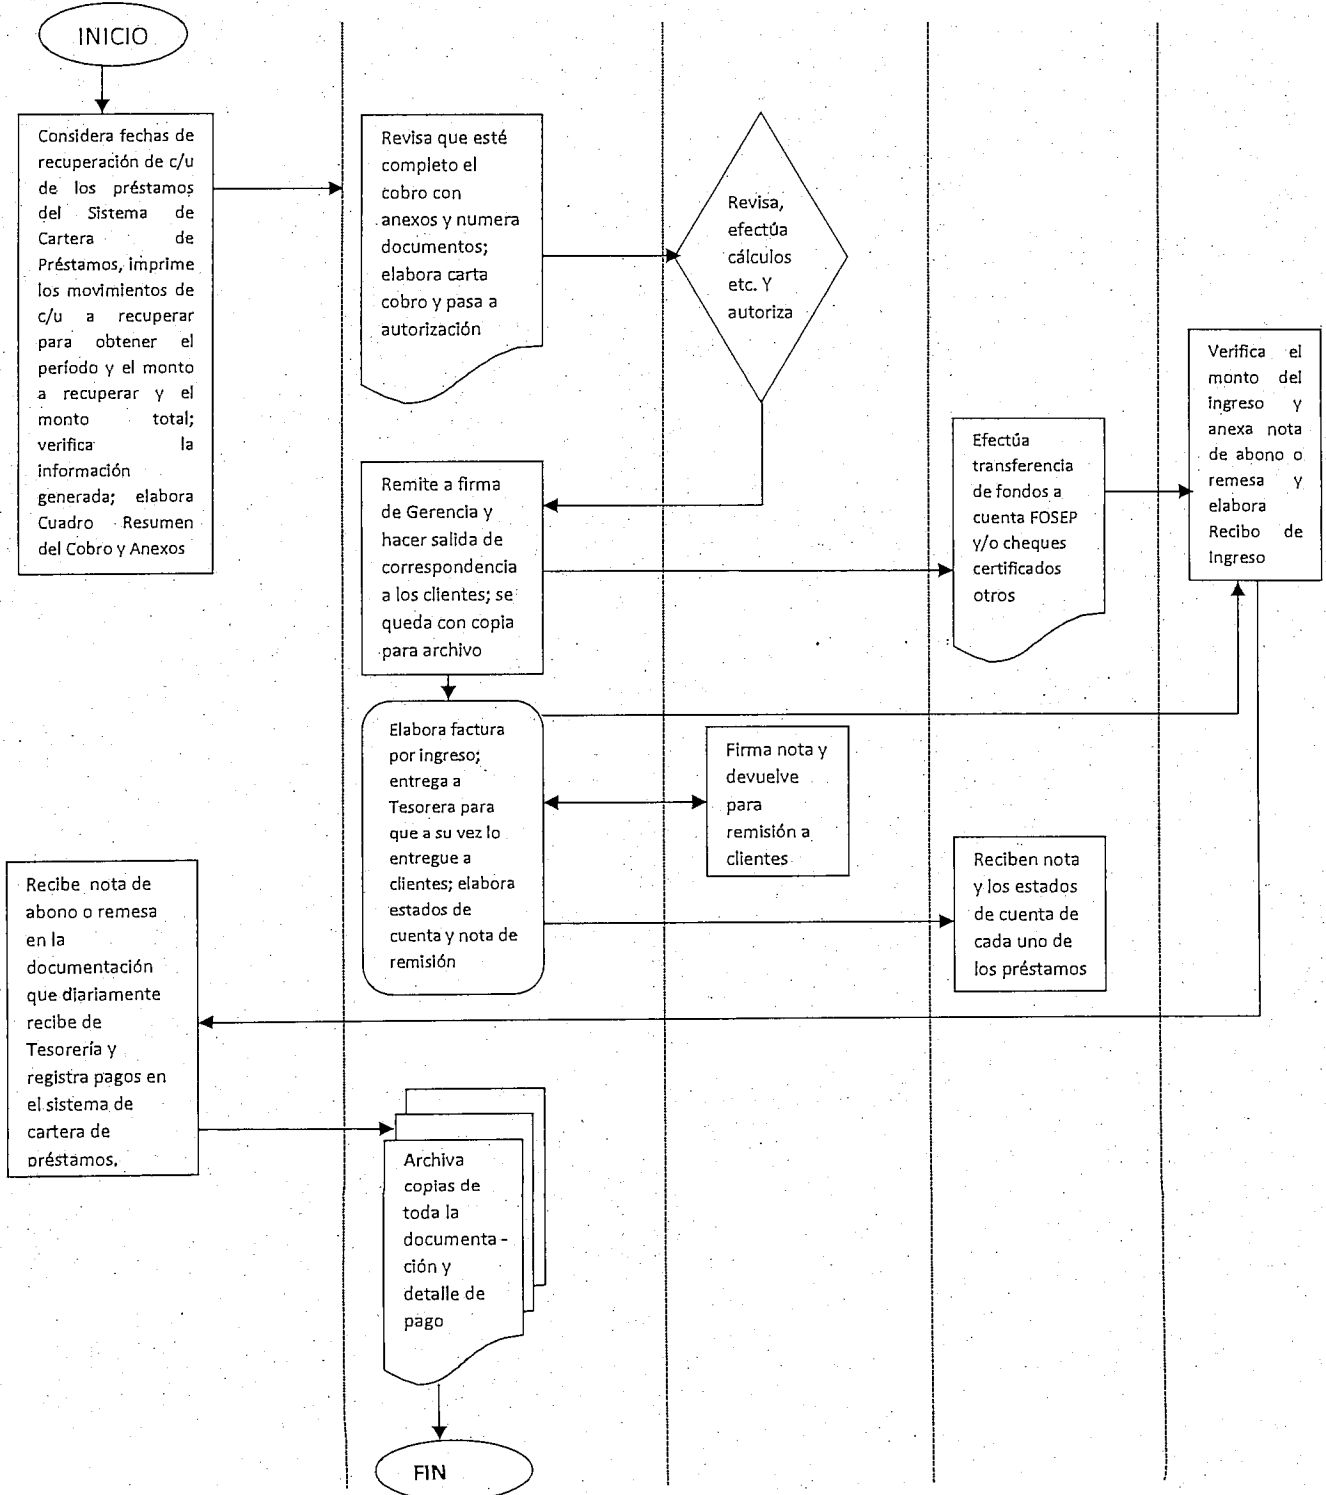 INICIO
Considera fechas de
recuperación de c/u
de los préstamos
del Sistema de
Cartera de
Préstamos, imprime
los movimientos de
c/u a recuperar
para obtener el
período y el monto
a recuperar y el
monto total;
verifica la
información
generada; elabora
Cuadro Resumen
del Cobro y Anexos
Revisa que esté
completo el
cobro con
anexos y numera
documentos;
elabora carta
cobro y pasa a
autorización
Revisa,
efectúa
cálculos
etc. Y
autoriza
Remite a firma
de Gerencia y
hacer salida de
correspondencia
a los clientes; se
queda con copia
para archivo
Efectúa
transferencia
de fondos a
cuenta FOSEP
y/o cheques
certificados
otros
Verifica el
monto del
ingreso y
anexa nota
de abono o
remesa y
elabora
Recibo de
Ingreso
Elabora factura
por ingreso;
entrega a
Tesorera para
que a su vez lo
entregue a
clientes; elabora
estados de
cuenta y nota de
remisión
Firma nota y
devuelve
para
remisión a
clientes
Reciben nota
y los estados
de cuenta de
cada uno de
los préstamos
Recibe nota de
abono o remesa
en la
documentación
que diariamente
recibe de
Tesorería y
registra pagos en
el sistema de
cartera de
préstamos,
Archiva
copias de
toda la
documenta -
ción y
detalle de
pago
FIN